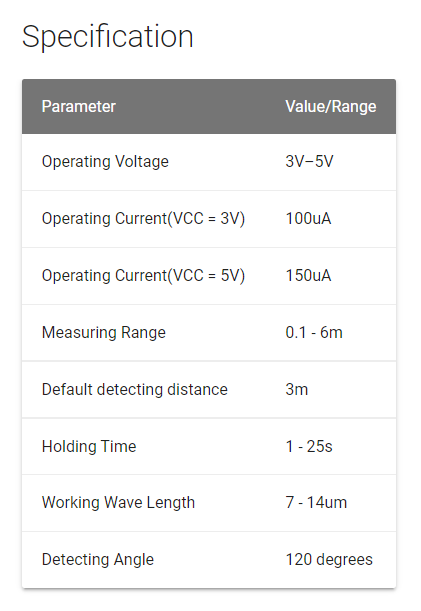 Specification
Parameter Value/Range
Operating Voltage 3V–5V
Operating Current(VCC = 3V) 100uA
Operating Current(VCC = 5V) 150uA
Measuring Range 0.1 - 6m
Default detecting distance 3m
Holding Time 1 - 25s
Working Wave Length 7 - 14um
Detecting Angle 120 degrees